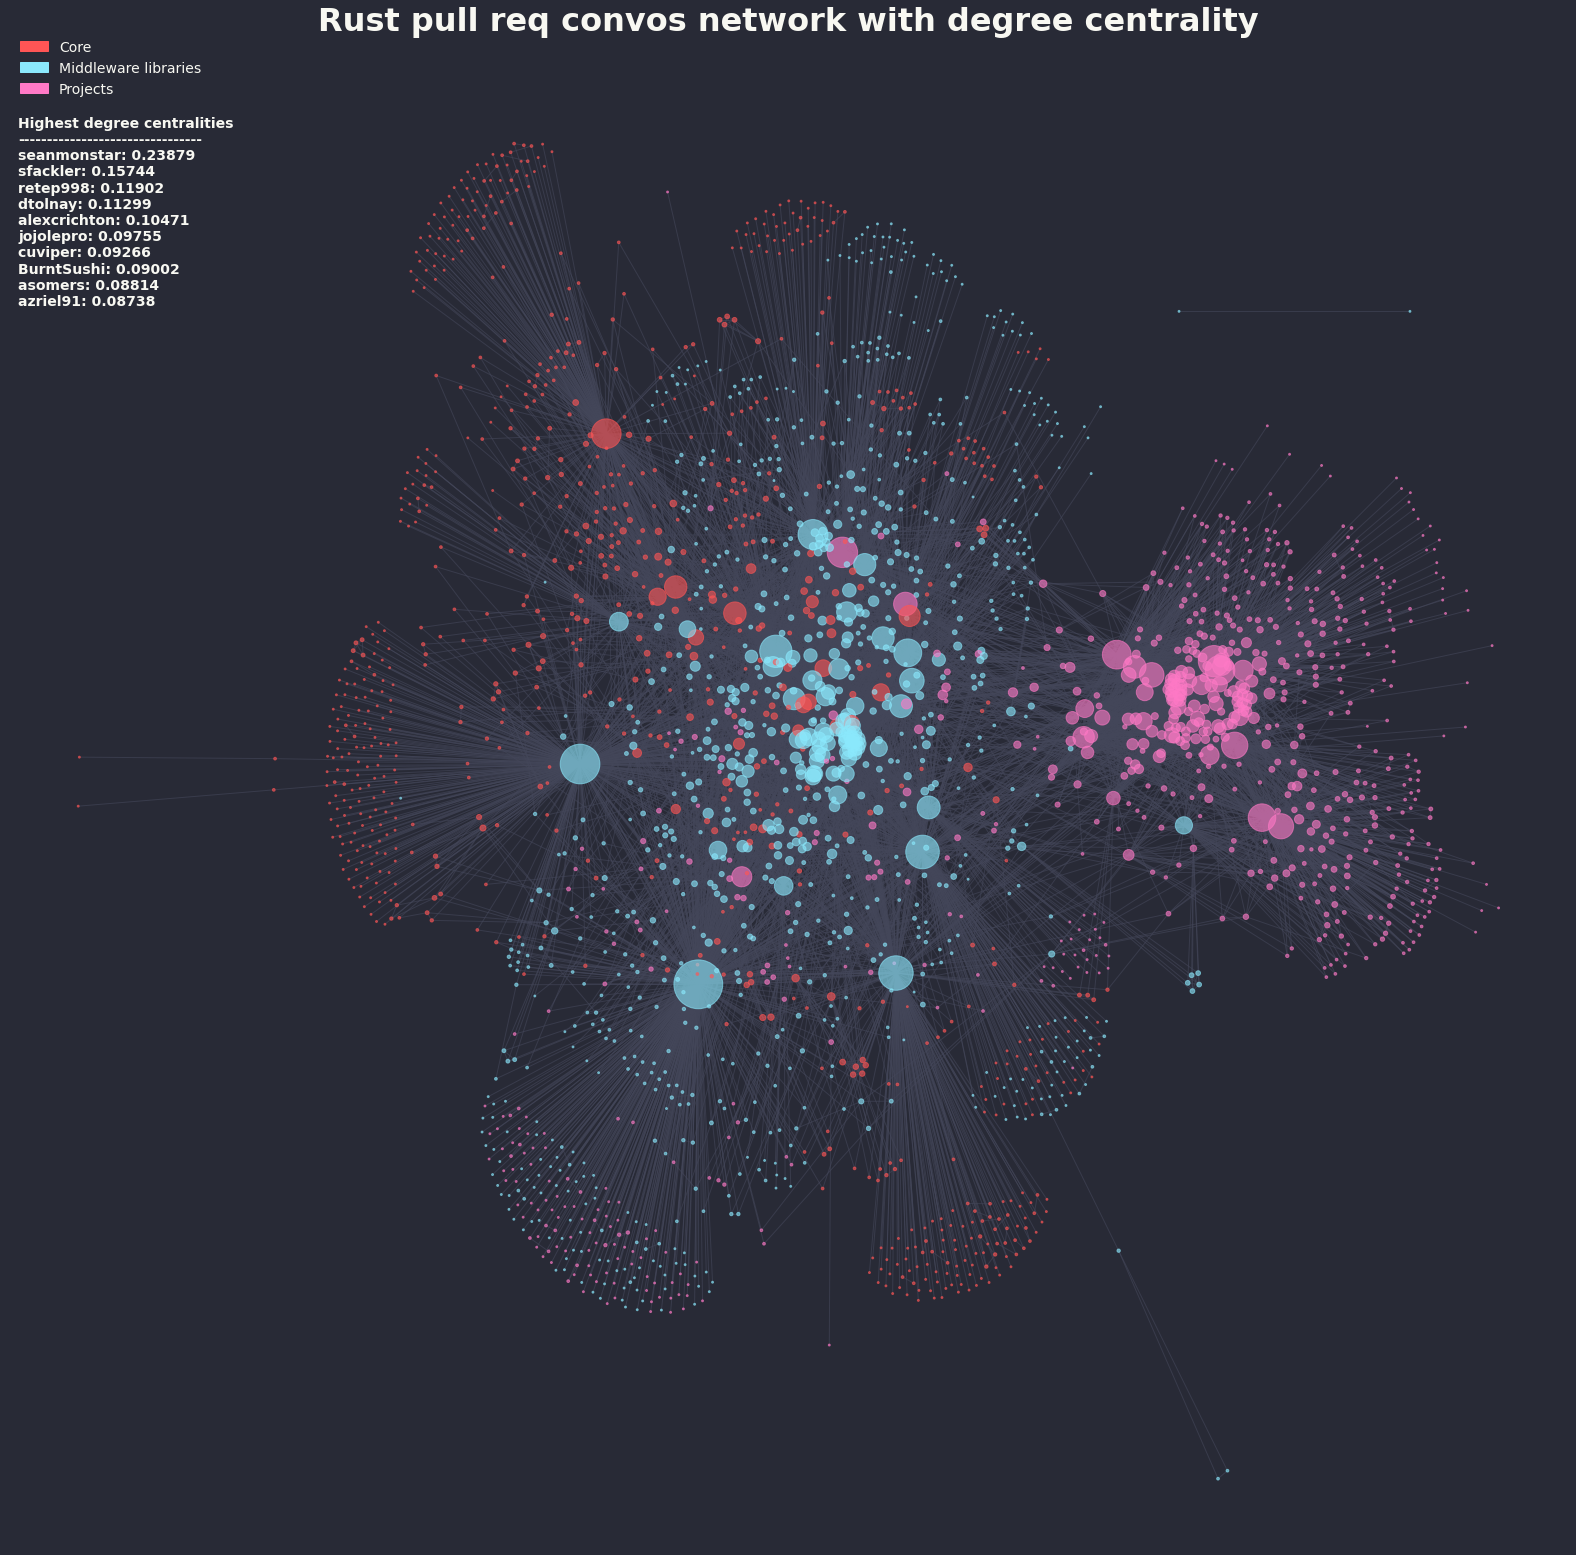 Rust pull req convos network with degree centrality
Core
Middleware libraries
Projects
Highest degree centralities
--------------------------------
seanmonstar: 0.23879
sfackler: 0.15744
retep998: 0.11902
dtolnay: 0.11299
alexcrichton: 0.10471
jojolepro: 0.09755
cuviper: 0.09266
BurntSushi: 0.09002
asomers: 0.08814
azriel91: 0.08738